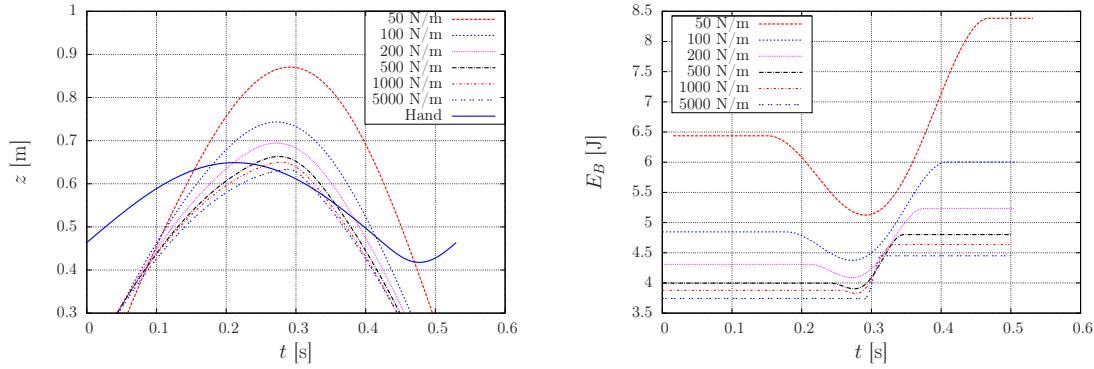 1
0.9
0.8
0.7
0.6
0.5
0.4
0.3
z [m]
0 0.1 0.2 0.3 0.4 0.5 0.6
t [s]
50 N/m
100 N/m
200 N/m
500 N/m
1000 N/m
5000 N/m
Hand
8.5
8
7.5
7
6.5
6
5.5
5
4.5
4
3.5
E_B [J]
0 0.1 0.2 0.3 0.4 0.5 0.6
t [s]
50 N/m
100 N/m
200 N/m
500 N/m
1000 N/m
5000 N/m